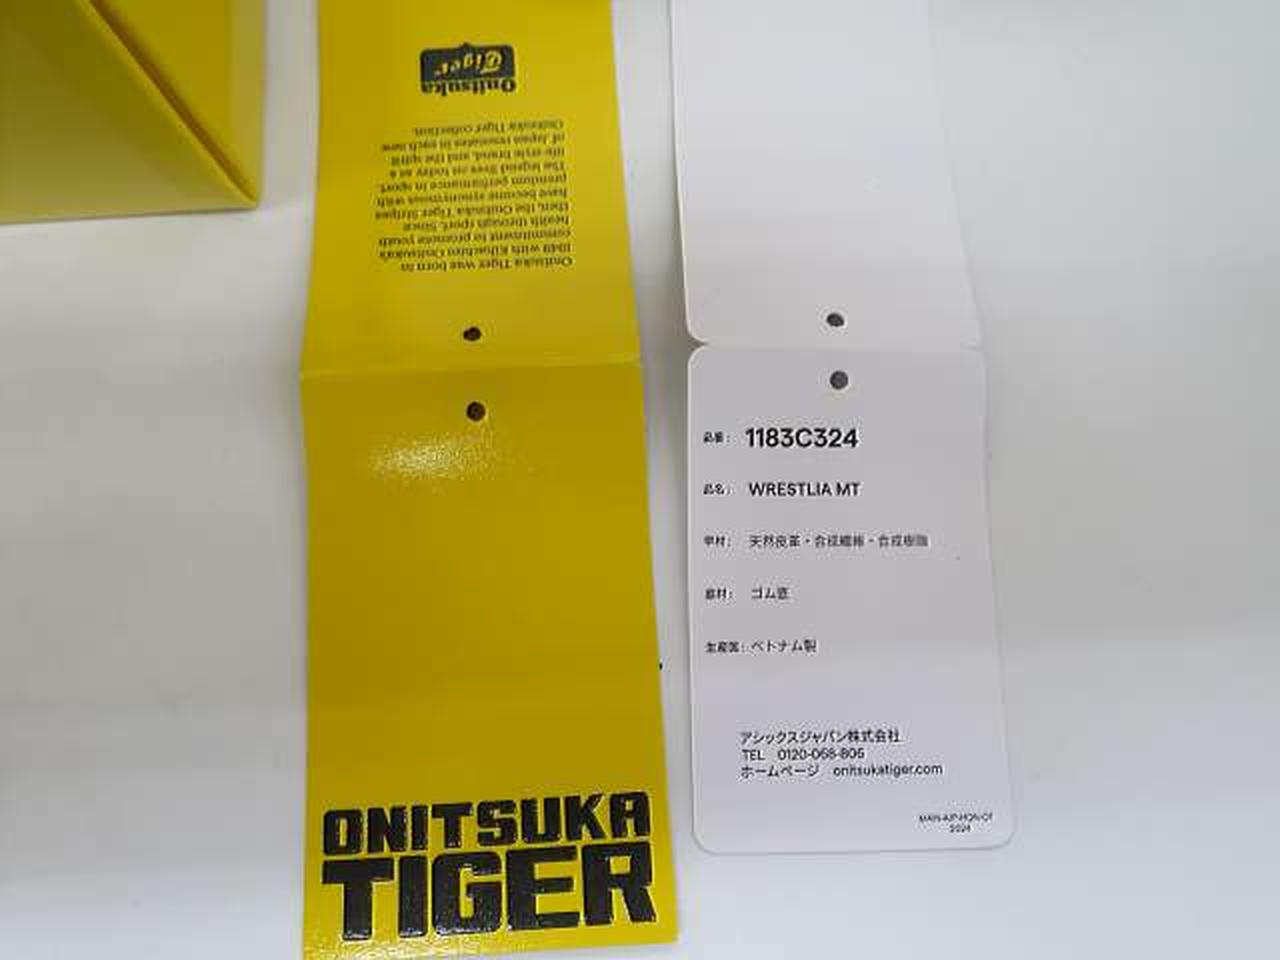 Onitsuka
Tiger
Onitsuka Tiger was born in
1949 with Kihachiro Onitsuka's
commitment to promote youth
health through sport. Since
then, the Onitsuka Tiger Stripes
have become synonymous with
premium performance in sport.
The legend lives on today as a
life-style brand, and the spirit
of Japan resonates in each new
Onitsuka Tiger collection.
ONITSUKA
TIGER
品番: 1183C324
品名: WRESTLIA MT
甲材: 天然皮革・合成繊維・合成樹脂
底材: ゴム底
生産国: ベトナム製
アシックスジャパン株式会社
TEL 0120-068-806
ホームページ onitsukatiger.com
2024